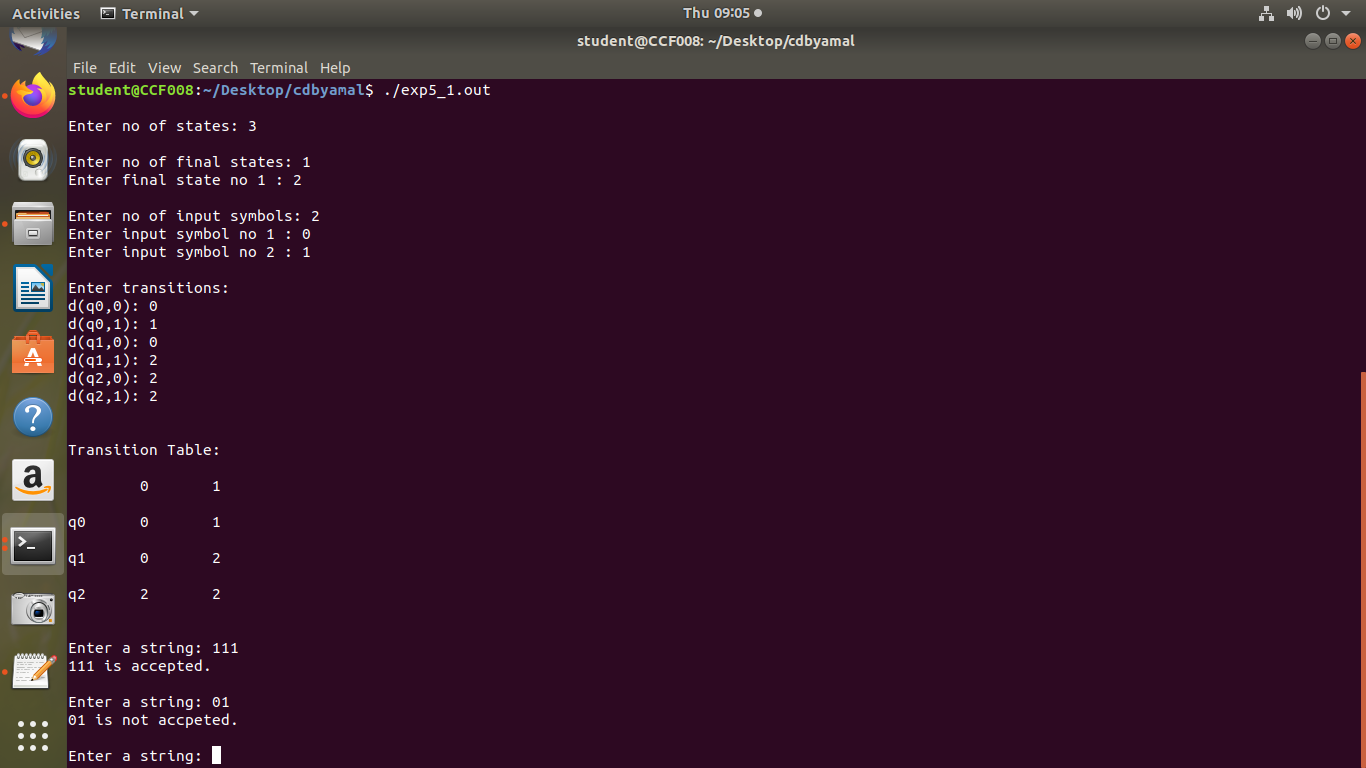 Activities Terminal Thu 09:05
student@CCF008: ~/Desktop/cdbyamal
File Edit View Search Terminal Help
student@CCF008:~/Desktop/cdbyamal$ ./exp5_1.out
Enter no of states: 3
Enter no of final states: 1
Enter final state no 1 : 2
Enter no of input symbols: 2
Enter input symbol no 1 : 0
Enter input symbol no 2 : 1
Enter transitions:
d(q0,0): 0
d(q0,1): 1
d(q1,0): 0
d(q1,1): 2
d(q2,0): 2
d(q2,1): 2
Transition Table:
0 1
q0 0 1
q1 0 2
q2 2 2
Enter a string: 111
111 is accepted.
Enter a string: 01
01 is not accpeted.
Enter a string: